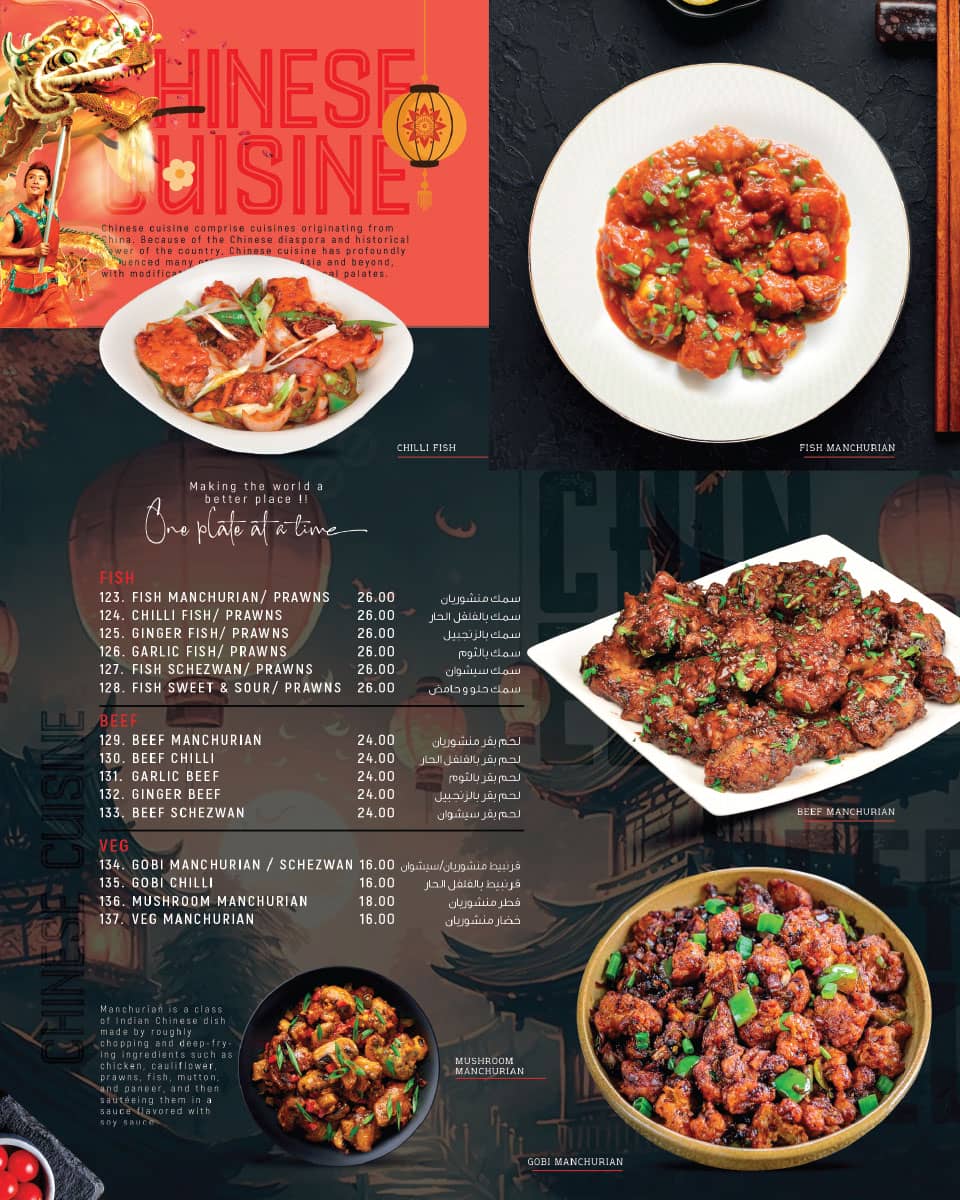 CHINESE
CUISINE
Chinese cuisine comprise cuisines originating from
China. Because of the Chinese diaspora and historical
power of the country, Chinese cuisine has profoundly
many Asia and beyond,
with palates.
CHILLI FISH
FISH MANCHURIAN
Making the world a
better place !!
One plate at a time
FISH
123. FISH MANCHURIAN/ PRAWNS 26.00 سمك منشوريان
124. CHILLI FISH/ PRAWNS 26.00 سمك بالفلفل الحار
125. GINGER FISH/ PRAWNS 26.00 سمك بالزنجبيل
126. GARLIC FISH/ PRAWNS 26.00 سمك بالثوم
127. FISH SCHEZWAN/ PRAWNS 26.00 سمك سيشوان
128. FISH SWEET & SOUR/ PRAWNS 26.00 سمك حلو و حامض
BEEF
129. BEEF MANCHURIAN 24.00 لحم بقر منشوريان
130. BEEF CHILLI 24.00 لحم بقر بالفلفل الحار
131. GARLIC BEEF 24.00 لحم بقر بالثوم
132. GINGER BEEF 24.00 لحم بقر بالزنجبيل
133. BEEF SCHEZWAN 24.00 لحم بقر سيشوان
VEG
134. GOBI MANCHURIAN / SCHEZWAN 16.00 قرنبيط منشوريان/سيشوان
135. GOBI CHILLI 16.00 قرنبيط بالفلفل الحار
136. MUSHROOM MANCHURIAN 18.00 فطر منشوريان
137. VEG MANCHURIAN 16.00 خضار منشوريان
CHINESE CUISINE
BEEF MANCHURIAN
Manchurian is a class
of Indian Chinese dish
made by roughly
chopping and deep-fry-
ing ingredients such as
chicken, cauliflower,
prawns, fish, mutton,
and paneer, and then
sautéeing them in a
sauce flavored with
soy sauce.
MUSHROOM
MANCHURIAN
GOBI MANCHURIAN